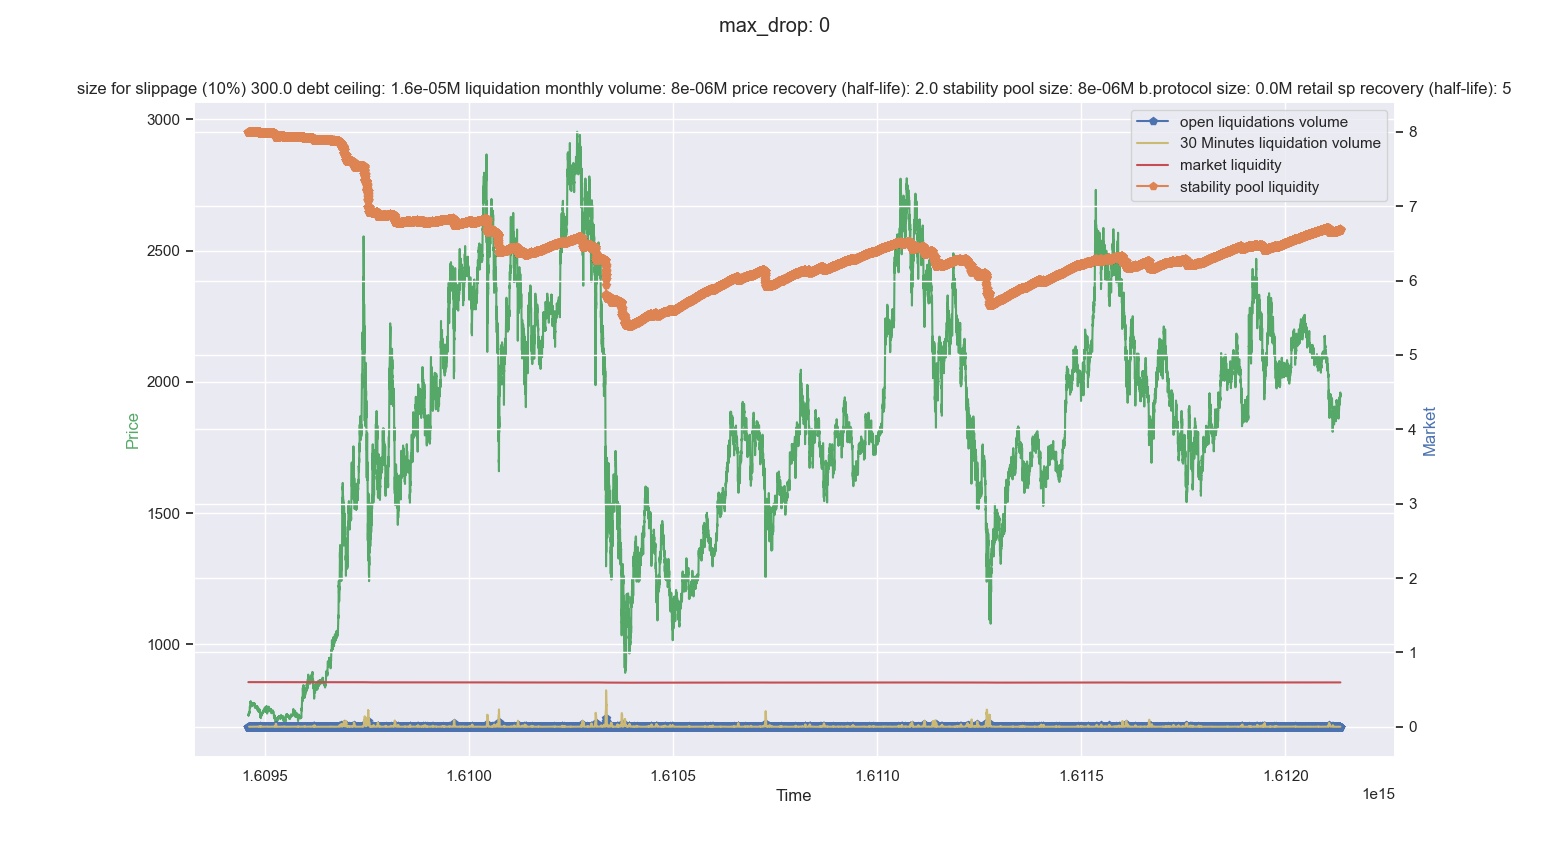 max_drop: 0
size for slippage (10%) 300.0 debt ceiling: 1.6e-05M liquidation monthly volume: 8e-06M price recovery (half-life): 2.0 stability pool size: 8e-06M b.protocol size: 0.0M retail sp recovery (half-life): 5
open liquidations volume
30 Minutes liquidation volume
market liquidity
stability pool liquidity
3000
2500
2000
1500
1000
Price
8
7
6
5
4
3
2
1
0
Market
1.6095 1.6100 1.6105 1.6110 1.6115 1.6120
Time
1e15